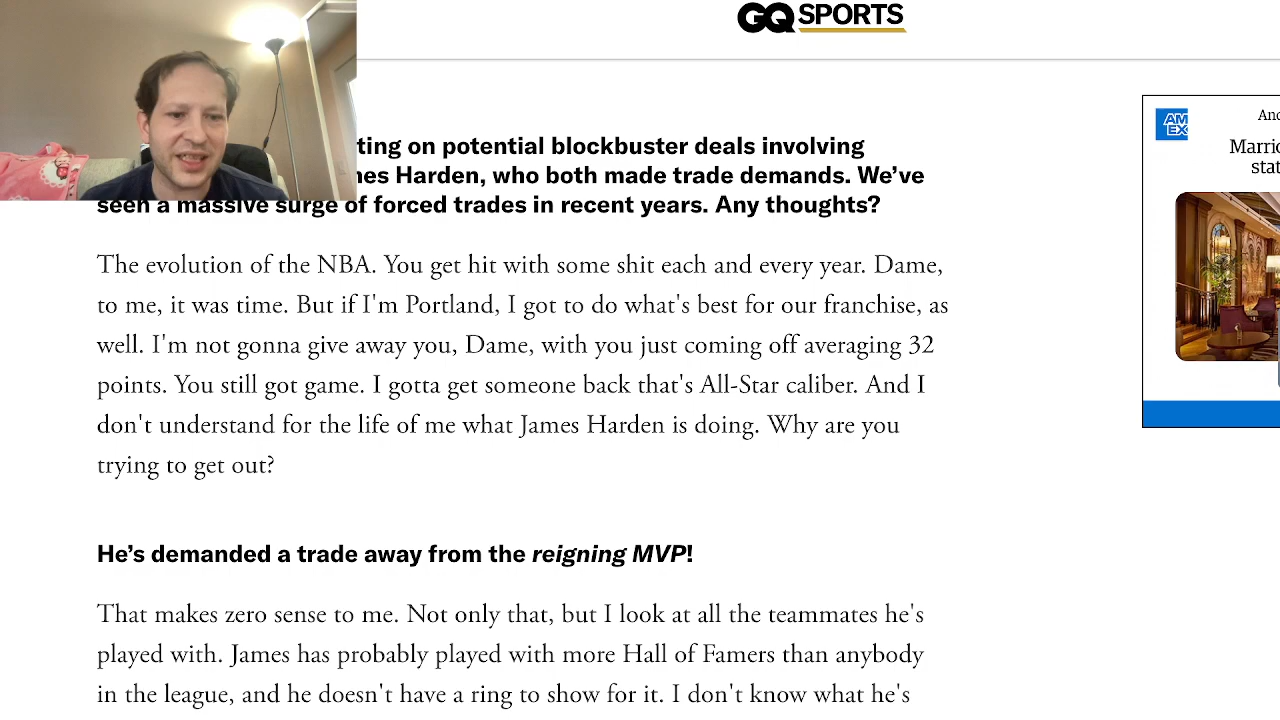 GQ SPORTS
ting on potential blockbuster deals involving
mes Harden, who both made trade demands. We've
seen a massive surge of forced trades in recent years. Any thoughts?
The evolution of the NBA. You get hit with some shit each and every year. Dame,
to me, it was time. But if I'm Portland, I got to do what's best for our franchise, as
well. I'm not gonna give away you, Dame, with you just coming off averaging 32
points. You still got game. I gotta get someone back that's All-Star caliber. And I
don't understand for the life of me what James Harden is doing. Why are you
trying to get out?
He's demanded a trade away from the reigning MVP!
That makes zero sense to me. Not only that, but I look at all the teammates he's
played with. James has probably played with more Hall of Famers than anybody
in the league, and he doesn't have a ring to show for it. I don't know what he's
AM
EX